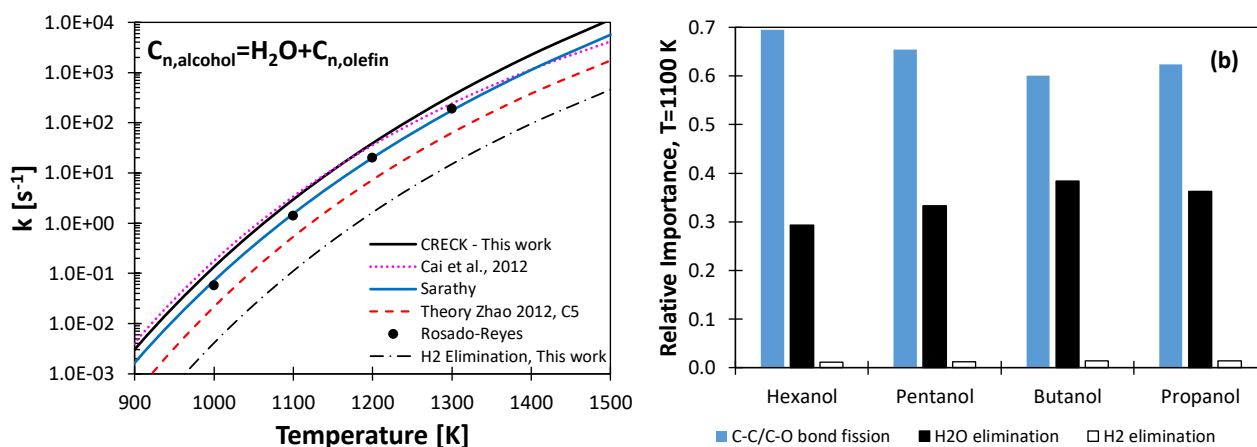 C_n,alcohol=H₂O+C_n,olefin
k [s⁻¹]
1.0E+04
1.0E+03
1.0E+02
1.0E+01
1.0E+00
1.0E-01
1.0E-02
1.0E-03
CRECK - This work
Cai et al., 2012
Sarathy
Theory Zhao 2012, C5
Rosado-Reyes
H2 Elimination, This work
900 1000 1100 1200 1300 1400 1500
Temperature [K]
(b)
Relative Importance, T=1100 K
0.7
0.6
0.5
0.4
0.3
0.2
0.1
0.0
Hexanol Pentanol Butanol Propanol
C-C/C-O bond fission H2O elimination H2 elimination